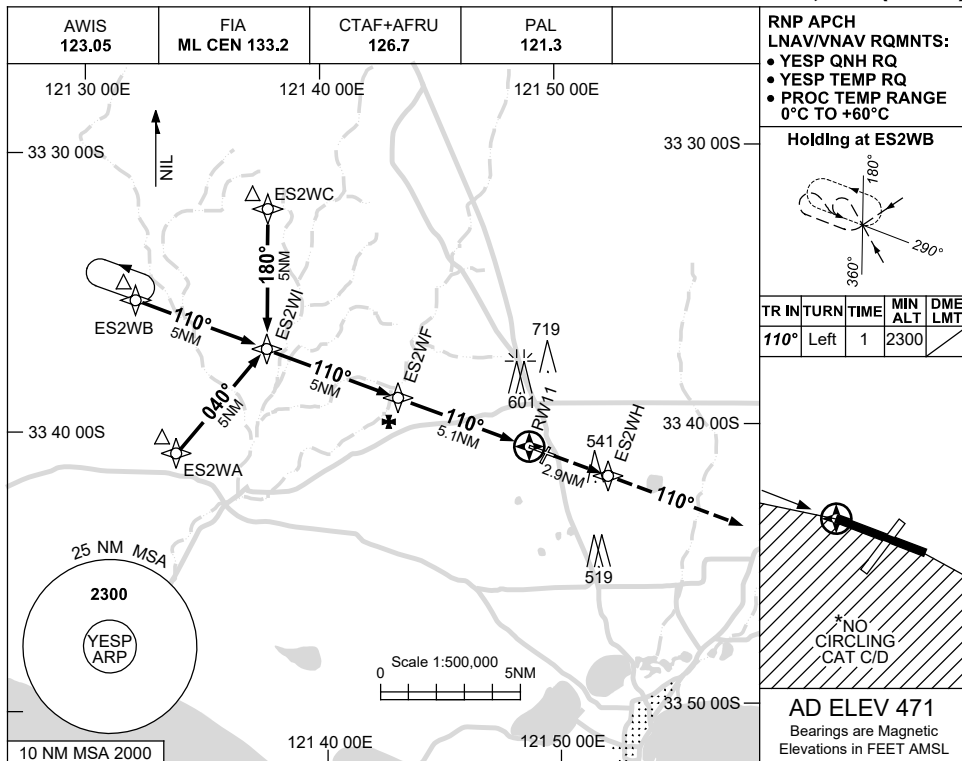 AWIS
123.05
FIA
ML CEN 133.2
CTAF+AFRU
126.7
PAL
121.3
RNP APCH
LNAV/VNAV RQMNTS:
• YESP QNH RQ
• YESP TEMP RQ
• PROC TEMP RANGE
0°C TO +60°C
121 30 00E
121 40 00E
121 50 00E
33 30 00S
33 30 00S
NIL
ES2WC
180°
5NM
ES2WB
110°
5NM
ES2WI
110°
5NM
ES2WF
040°
5NM
ES2WA
110°
5.1NM
719
601
RW11
541
ES2WH
2.9NM
110°
519
33 40 00S
33 40 00S
25 NM MSA
2300
YESP
ARP
Scale 1:500,000
0
5NM
33 50 00S
10 NM MSA 2000
121 40 00E
121 50 00E
Holding at ES2WB
180°
290°
360°
TR IN TURN TIME MIN ALT DME LMT
110° Left 1 2300
*NO
CIRCLING
CAT C/D
AD ELEV 471
Bearings are Magnetic
Elevations in FEET AMSL